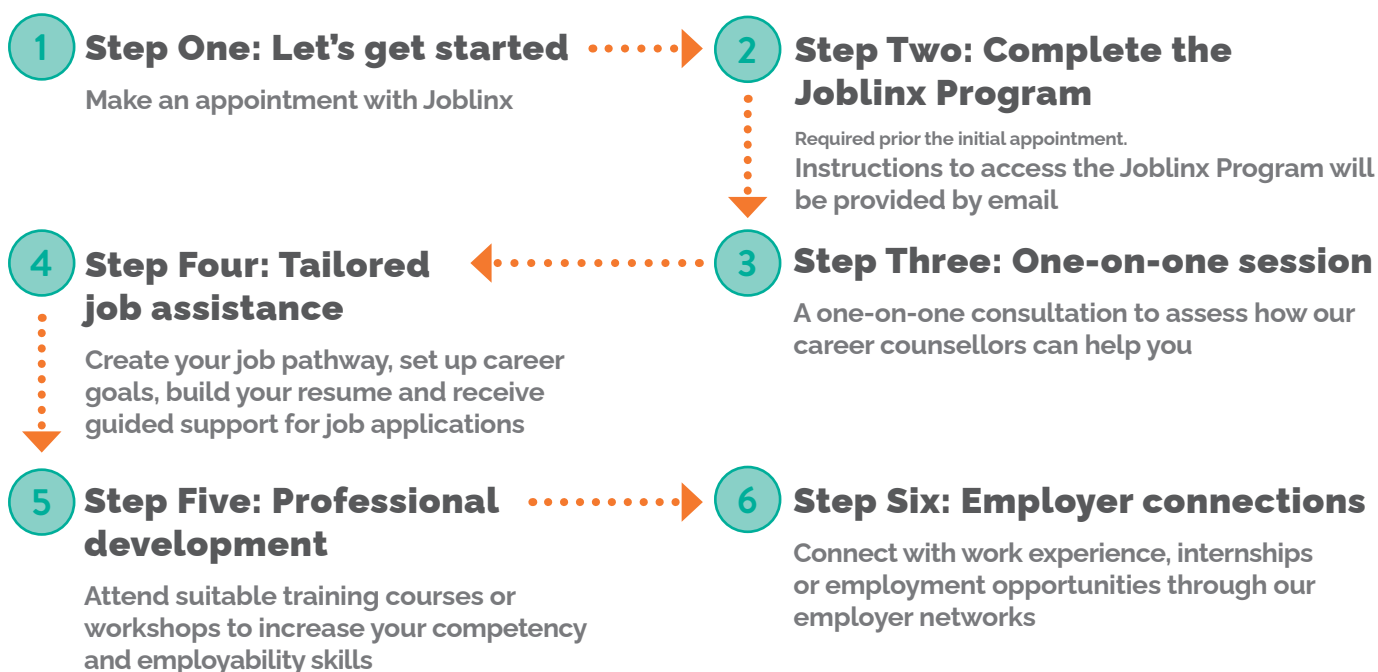 1
Step One: Let’s get started
Make an appointment with Joblinx
2
Step Two: Complete the
Joblinx Program
Required prior the initial appointment.
Instructions to access the Joblinx Program will
be provided by email
3
Step Three: One-on-one session
A one-on-one consultation to assess how our
career counsellors can help you
4
Step Four: Tailored
job assistance
Create your job pathway, set up career
goals, build your resume and receive
guided support for job applications
5
Step Five: Professional
development
Attend suitable training courses or
workshops to increase your competency
and employability skills
6
Step Six: Employer connections
Connect with work experience, internships
or employment opportunities through our
employer networks